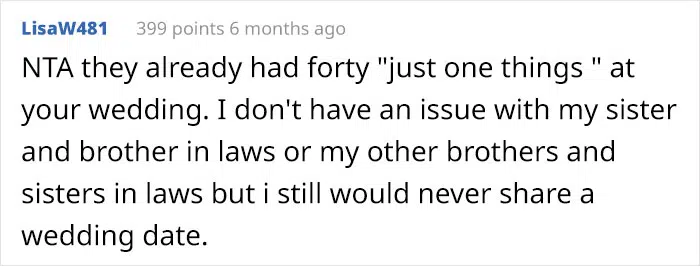 LisaW481 399 points 6 months ago
NTA they already had forty "just one things " at
your wedding. I don't have an issue with my sister
and brother in laws or my other brothers and
sisters in laws but i still would never share a
wedding date.